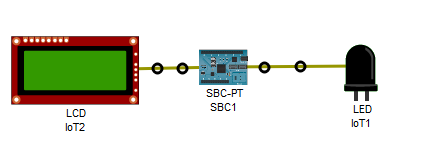 LCD
IoT2
SBC-PT
SBC1
LED
IoT1